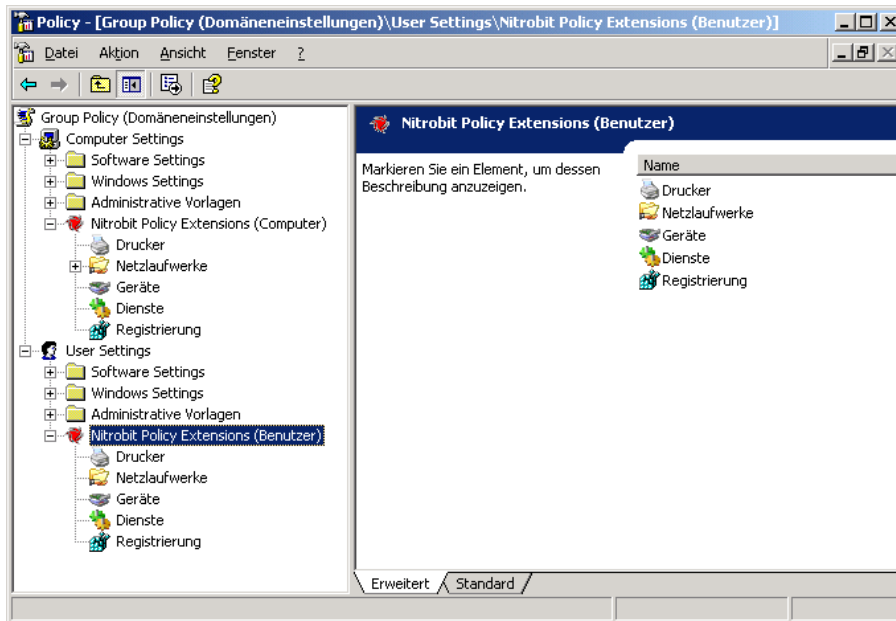 Policy - [Group Policy (Domäneneinstellungen)\User Settings\Nitrobit Policy Extensions (Benutzer)]
Datei Aktion Ansicht Fenster ?
Group Policy (Domäneneinstellungen)
Computer Settings
Software Settings
Windows Settings
Administrative Vorlagen
Nitrobit Policy Extensions (Computer)
Drucker
Netzlaufwerke
Geräte
Dienste
Registrierung
User Settings
Software Settings
Windows Settings
Administrative Vorlagen
Nitrobit Policy Extensions (Benutzer)
Drucker
Netzlaufwerke
Geräte
Dienste
Registrierung
Nitrobit Policy Extensions (Benutzer)
Markieren Sie ein Element, um dessen
Beschreibung anzuzeigen.
Name
Drucker
Netzlaufwerke
Geräte
Dienste
Registrierung
Erweitert Standard